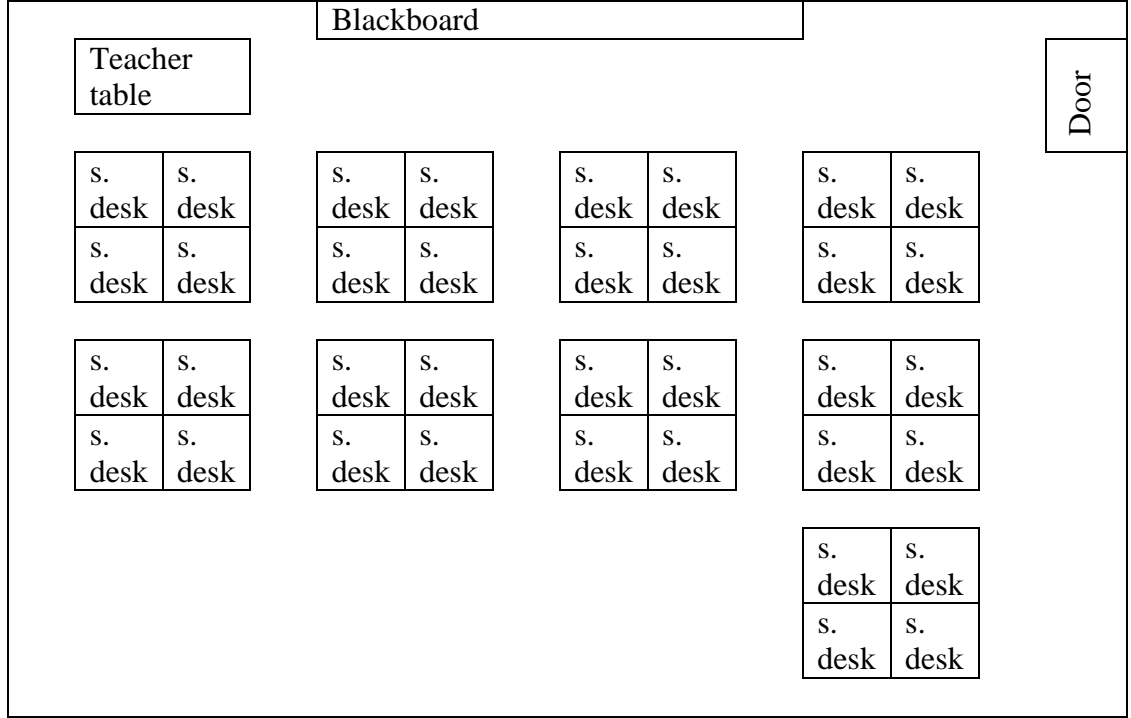 Blackboard
Teacher
table
Door
s. s. s. s. s. s. s. s.
desk desk desk desk desk desk desk desk
s. s. s. s. s. s. s. s.
desk desk desk desk desk desk desk desk
s. s. s. s. s. s. s. s.
desk desk desk desk desk desk desk desk
s. s. s. s. s. s. s. s.
desk desk desk desk desk desk desk desk
s. s.
desk desk
s. s.
desk desk